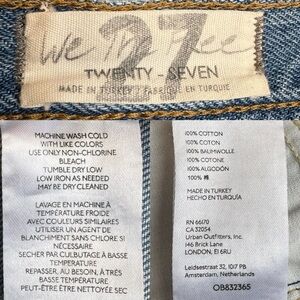 We The Free
27
TWENTY - SEVEN
MADE IN TURKEY / FABRIQUÉ EN TURQUIE
MACHINE WASH COLD
WITH LIKE COLORS
USE ONLY NON-CHLORINE
BLEACH
TUMBLE DRY LOW
LOW IRON AS NEEDED
MAY BE DRY CLEANED
LAVAGE EN MACHINE À
TEMPÉRATURE FROIDE
AVEC COULEURS SIMILAIRES
UTILISER UN AGENT DE
BLANCHIMENT SANS CHLORE SI
NÉCESSAIRE
SECHER PAR CULBUTAGE À BASSE
TEMPERATURE
REPASSER, AU BESOIN, À TRÈS
BASSE TEMPERATURE
PEUT-ÊTRE ÊTRE NETTOYÉ SEC
100% COTTON
100% COTON
100% BAUMWOLLE
100% COTONE
100% ALGODÓN
100% 棉
MADE IN TURKEY
HECHO EN TURQUÍA
RN 66170
CA 32054
Urban Outfitters, Inc.
146 Brick Lane
LONDON, E1 6RU
Leidsestraat 32, 1017 PB
Amsterdam, Netherlands
OB832365